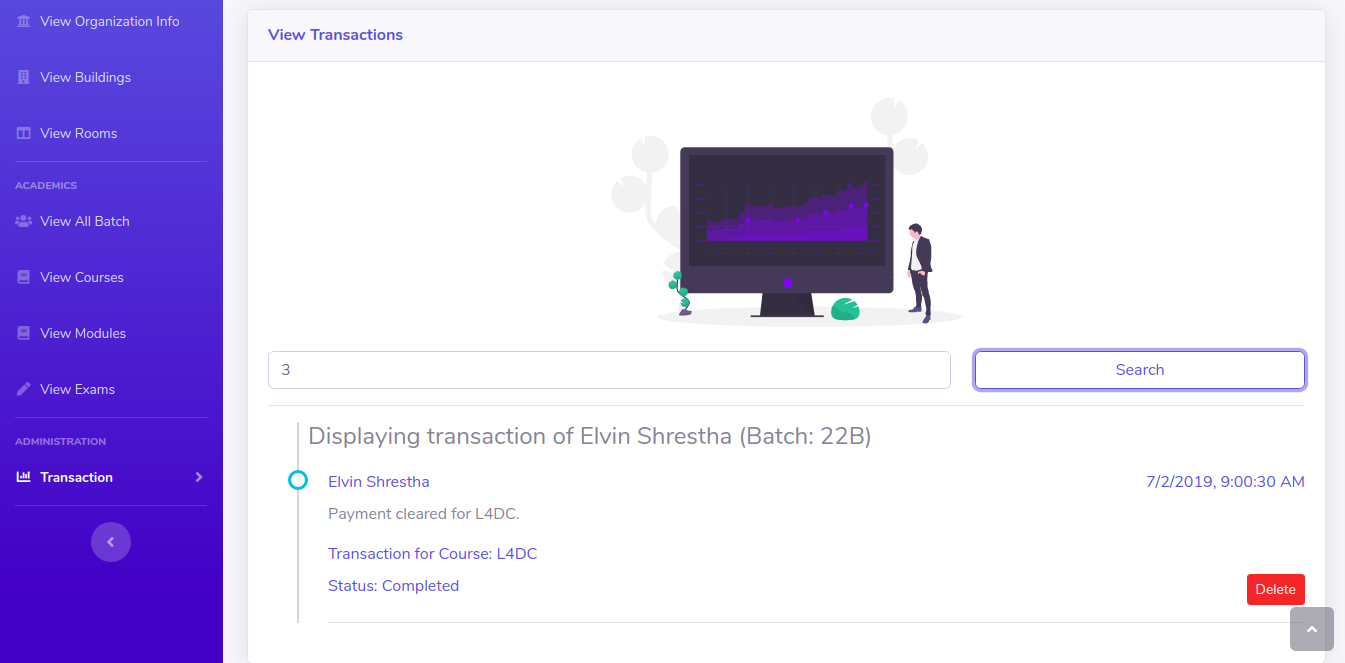 View Organization Info
View Buildings
View Rooms
ACADEMICS
View All Batch
View Courses
View Modules
View Exams
ADMINISTRATION
Transaction
View Transactions
3
Search
Displaying transaction of Elvin Shrestha (Batch: 22B)
Elvin Shrestha
7/2/2019, 9:00:30 AM
Payment cleared for L4DC.
Transaction for Course: L4DC
Status: Completed
Delete